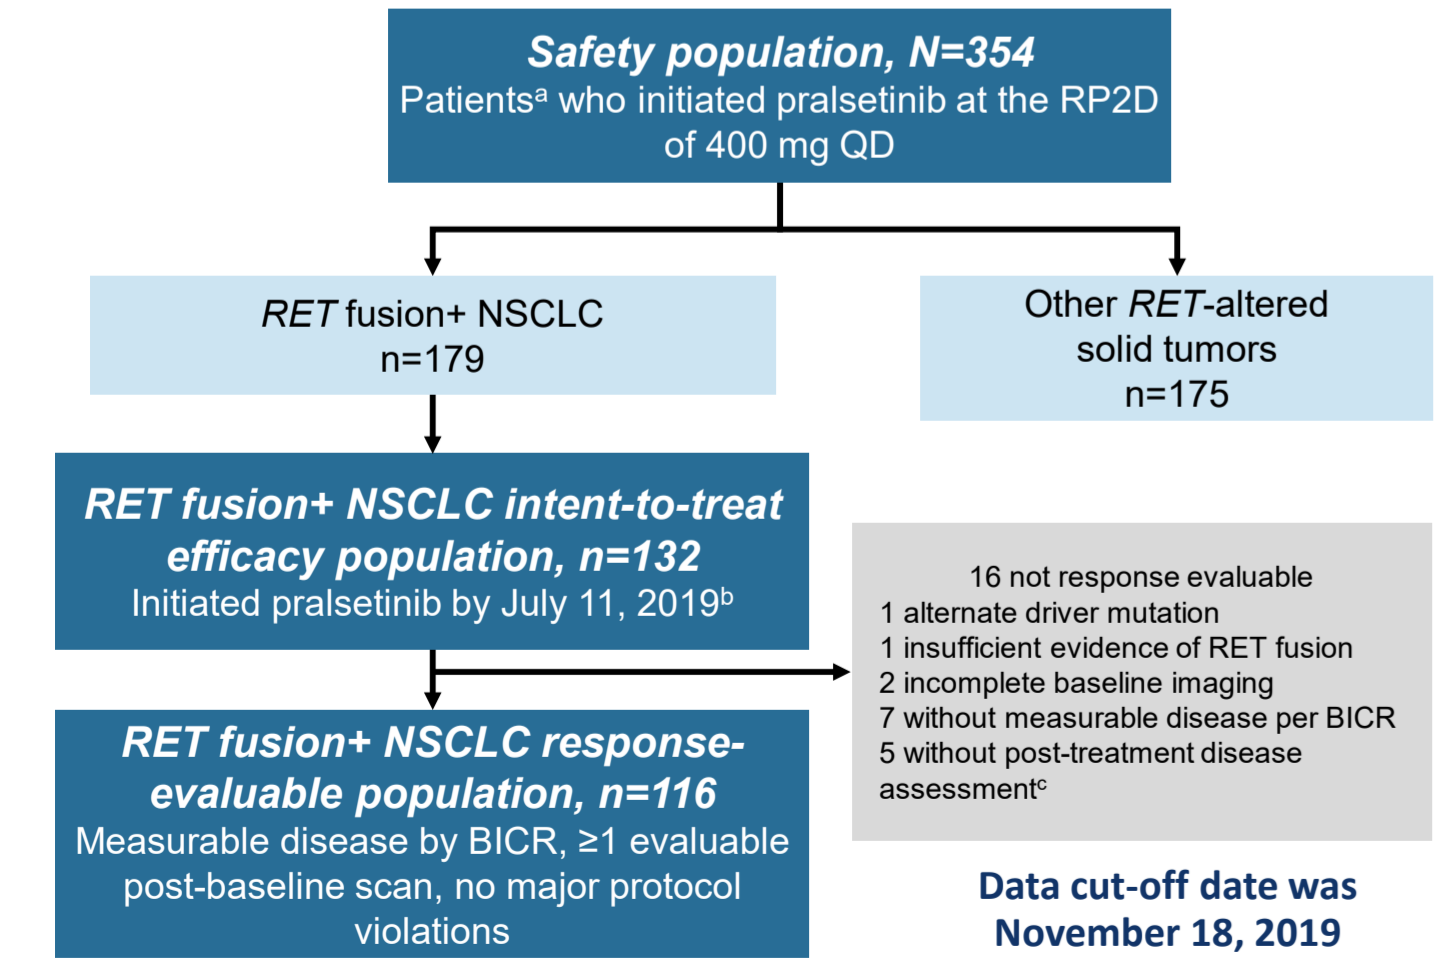 Safety population, N=354
Patientsᵃ who initiated pralsetinib at the RP2D
of 400 mg QD
RET fusion+ NSCLC
n=179
Other RET-altered
solid tumors
n=175
RET fusion+ NSCLC intent-to-treat
efficacy population, n=132
Initiated pralsetinib by July 11, 2019ᵇ
16 not response evaluable
1 alternate driver mutation
1 insufficient evidence of RET fusion
2 incomplete baseline imaging
7 without measurable disease per BICR
5 without post-treatment disease
assessmentᶜ
RET fusion+ NSCLC response-
evaluable population, n=116
Measurable disease by BICR, ≥1 evaluable
post-baseline scan, no major protocol
violations
Data cut-off date was
November 18, 2019